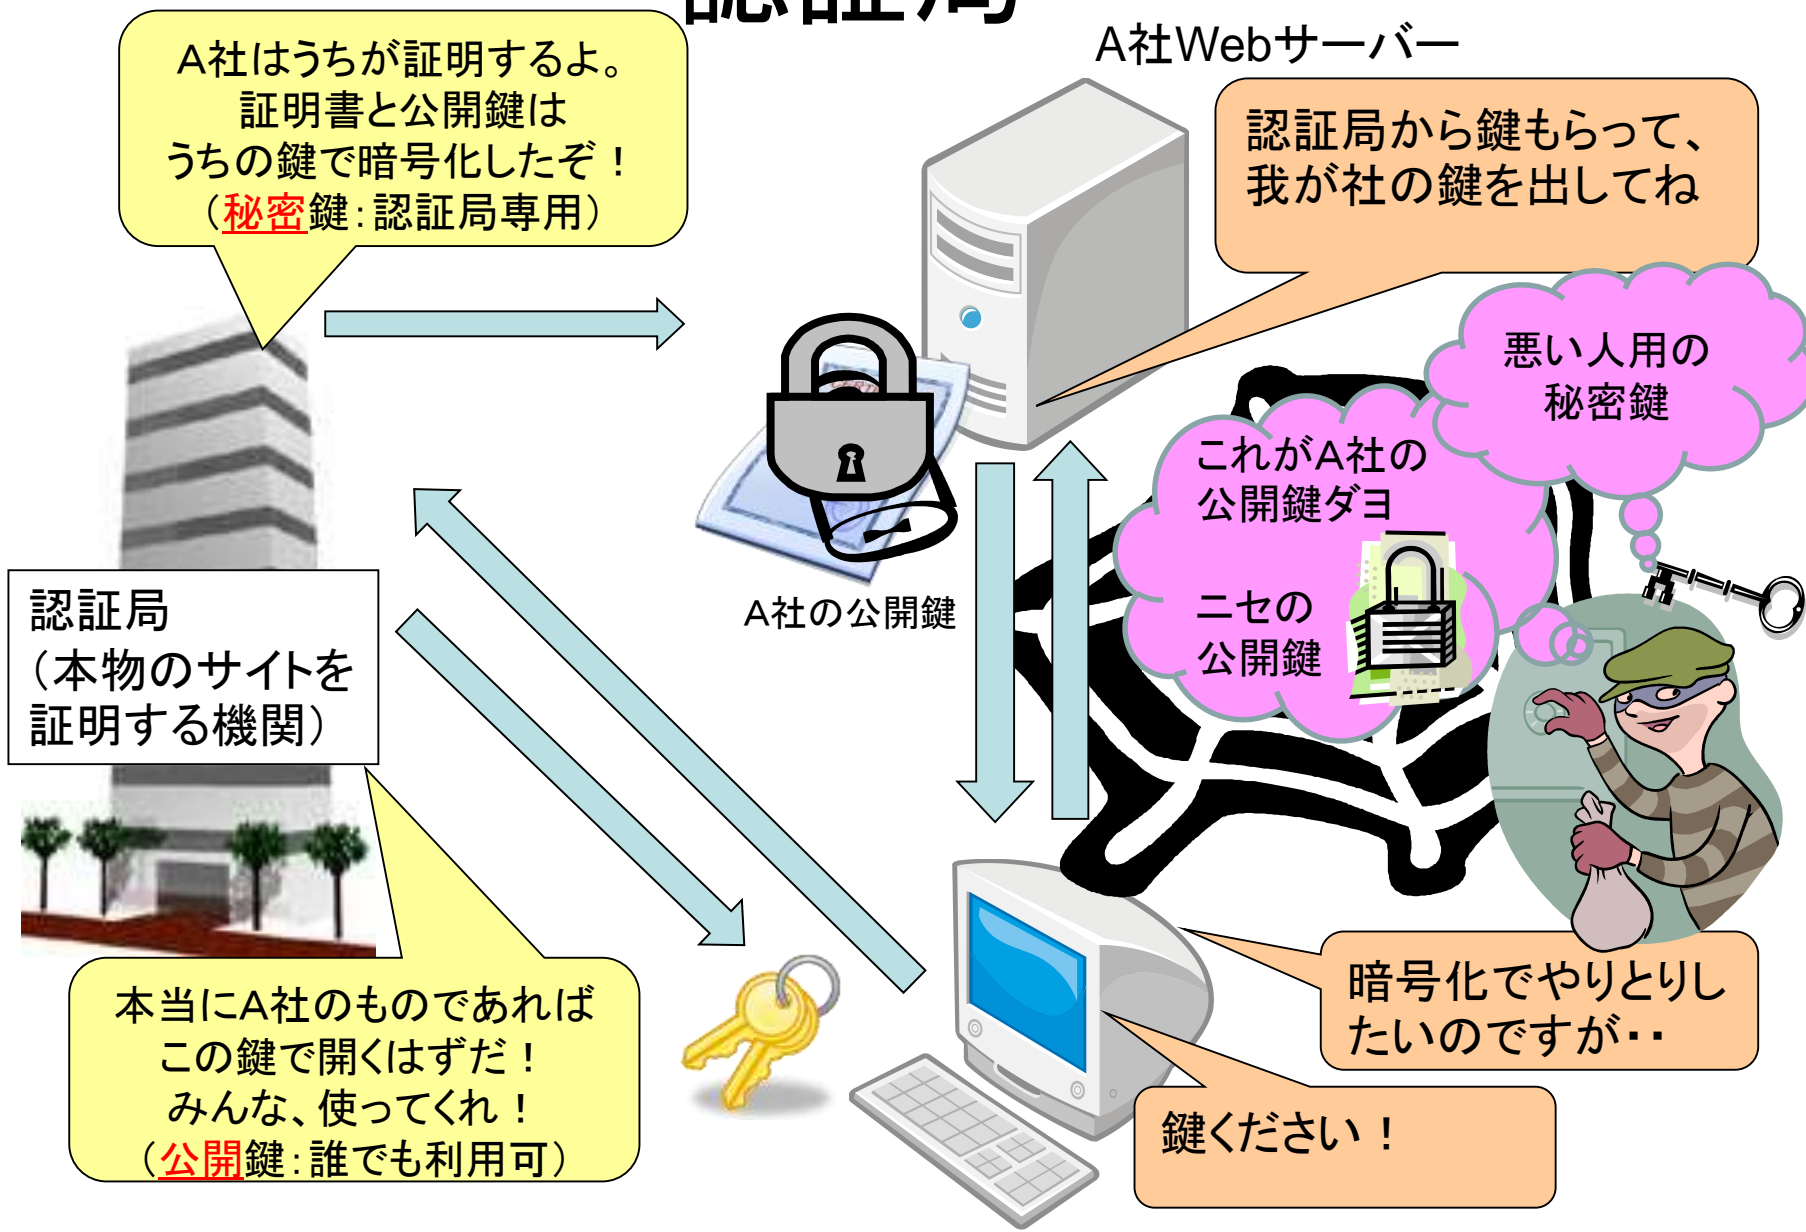 認証局
A社はうちが証明するよ。
証明書と公開鍵は
うちの鍵で暗号化したぞ！
（秘密鍵：認証局専用）
A社Webサーバー
認証局から鍵もらって、
我が社の鍵を出してね
悪い人用の
秘密鍵
これがA社の
公開鍵ダヨ
ニセの
公開鍵
A社の公開鍵
認証局
（本物のサイトを
証明する機関）
本当にA社のものであれば
この鍵で開くはずだ！
みんな、使ってくれ！
（公開鍵：誰でも利用可）
暗号化でやりとりし
たいのですが・・
鍵ください！